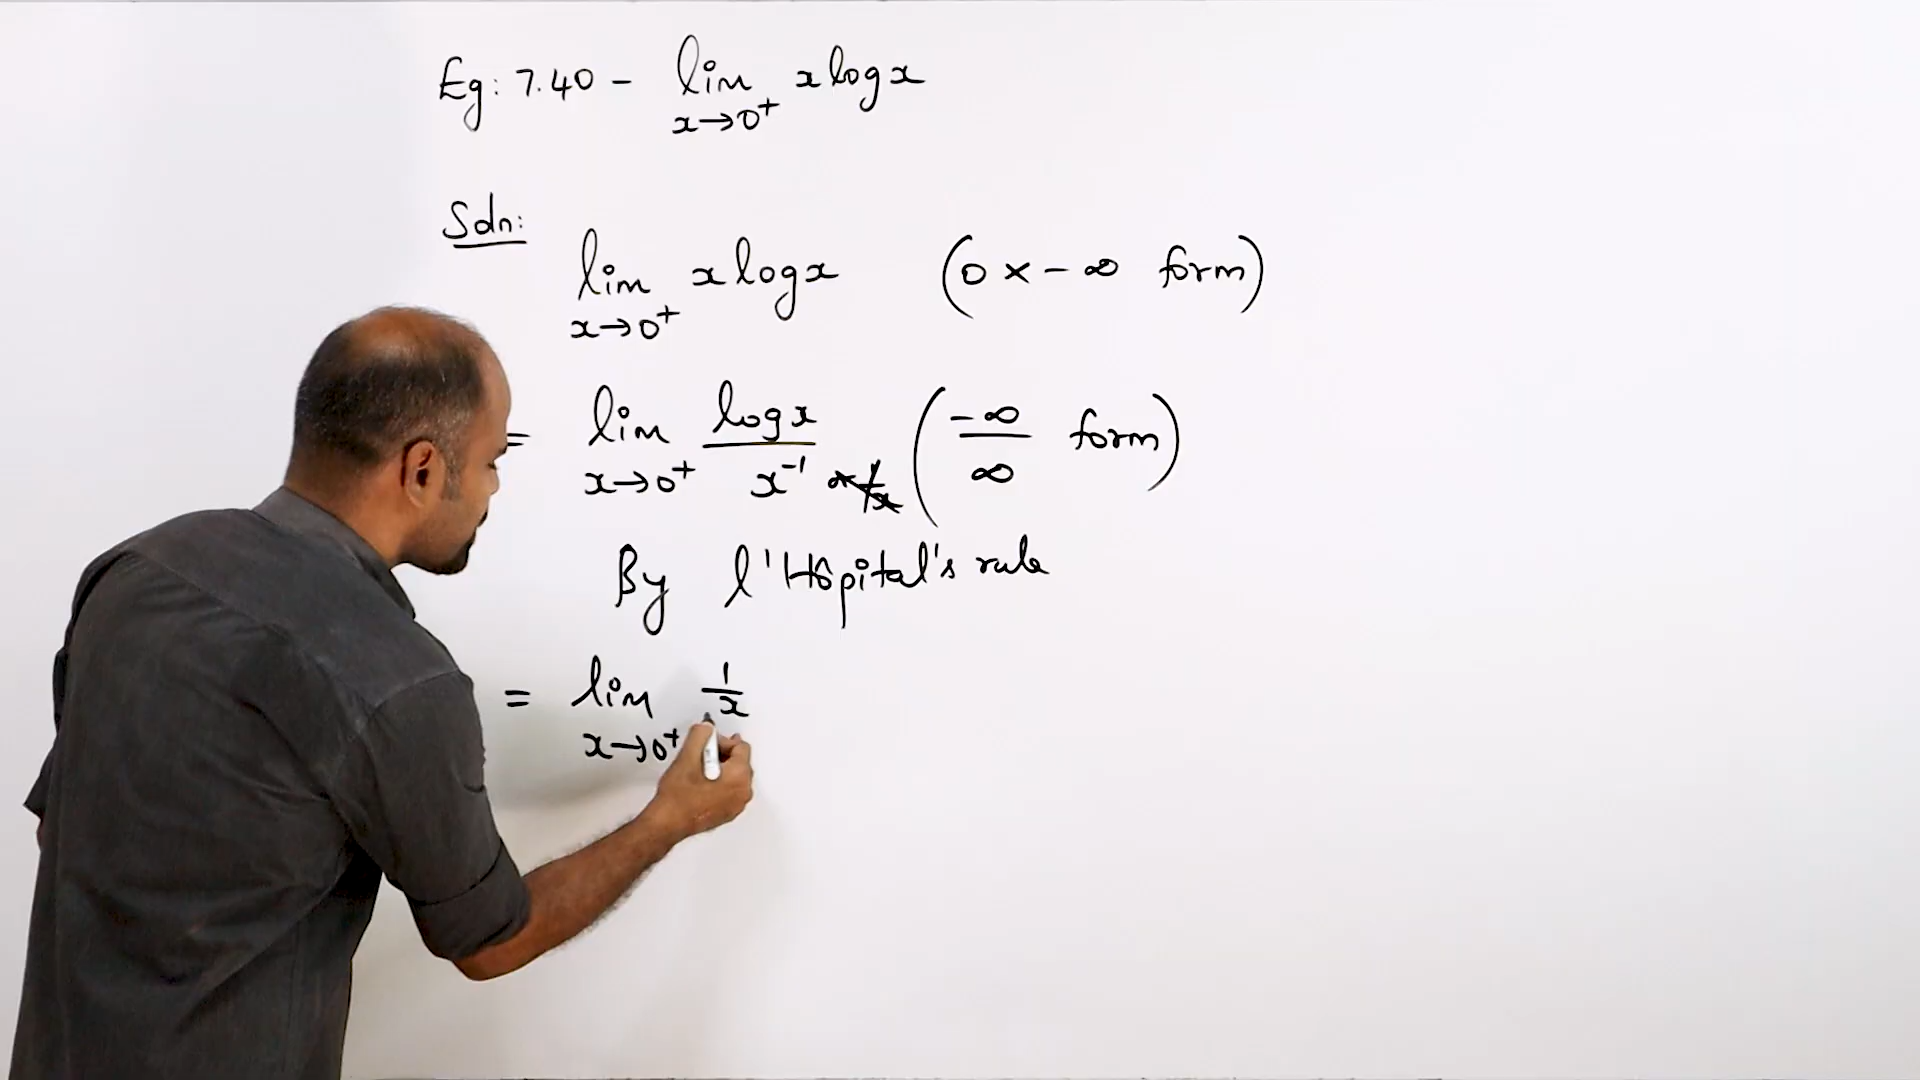 Eg: 7.40 - lim x→0⁺ x log x
Soln:
lim x→0⁺ x log x (0 × -∞ form)
= lim x→0⁺ log x / x⁻¹ (-∞/∞ form)
By l'Hôpital's rule
= lim x→0⁺ 1/x